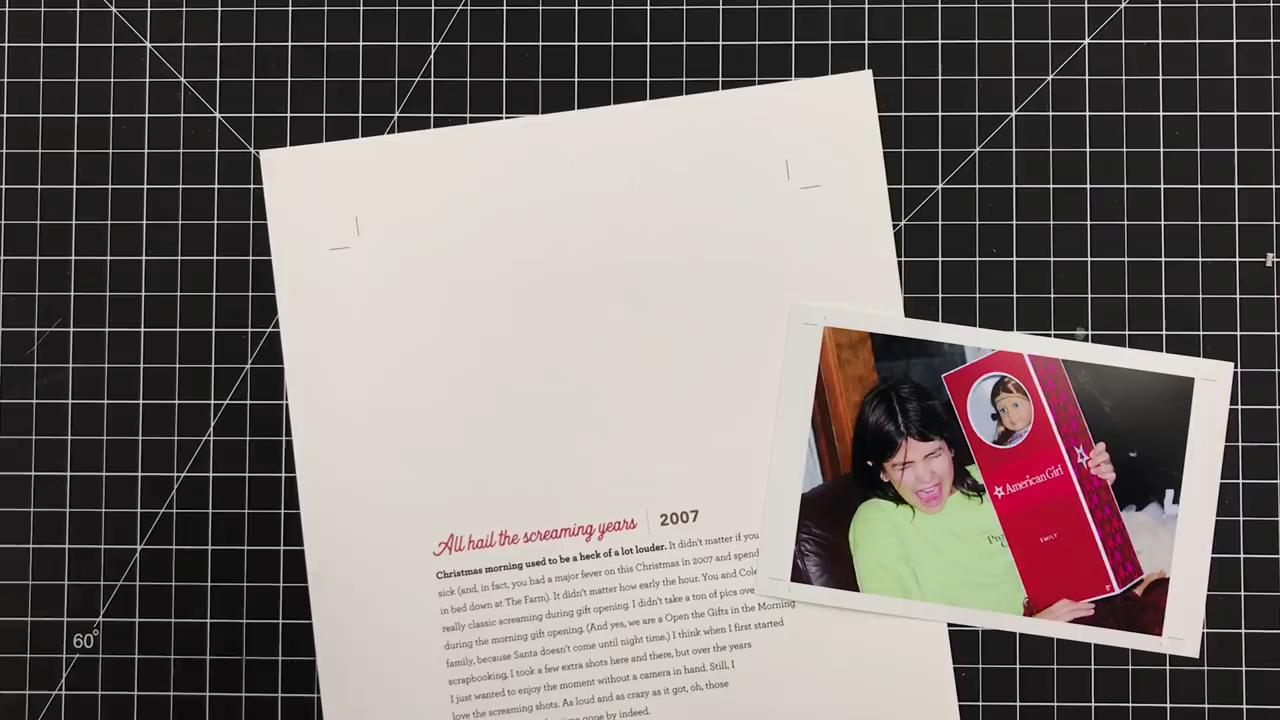 All hail the screaming years | 2007
Christmas morning used to be a heck of a lot louder. It didn't matter if you
sick (and, in fact, you had a major fever on this Christmas in 2007 and spend
in bed down at The Farm). It didn't matter how early the hour. You and Cole
really classic screaming during gift opening. I didn't take a ton of pics ove
during the morning gift opening. (And yes, we are a Open the Gifts in the Morning
family, because Santa doesn't come until night time.) I think when I first started
scrapbooking, I took a few extra shots here and there, but over the years
I just wanted to enjoy the moment without a camera in hand. Still, I
love the screaming shots. As loud and as crazy as it got, oh, those
gone by indeed.
American Girl
EMILY
60°